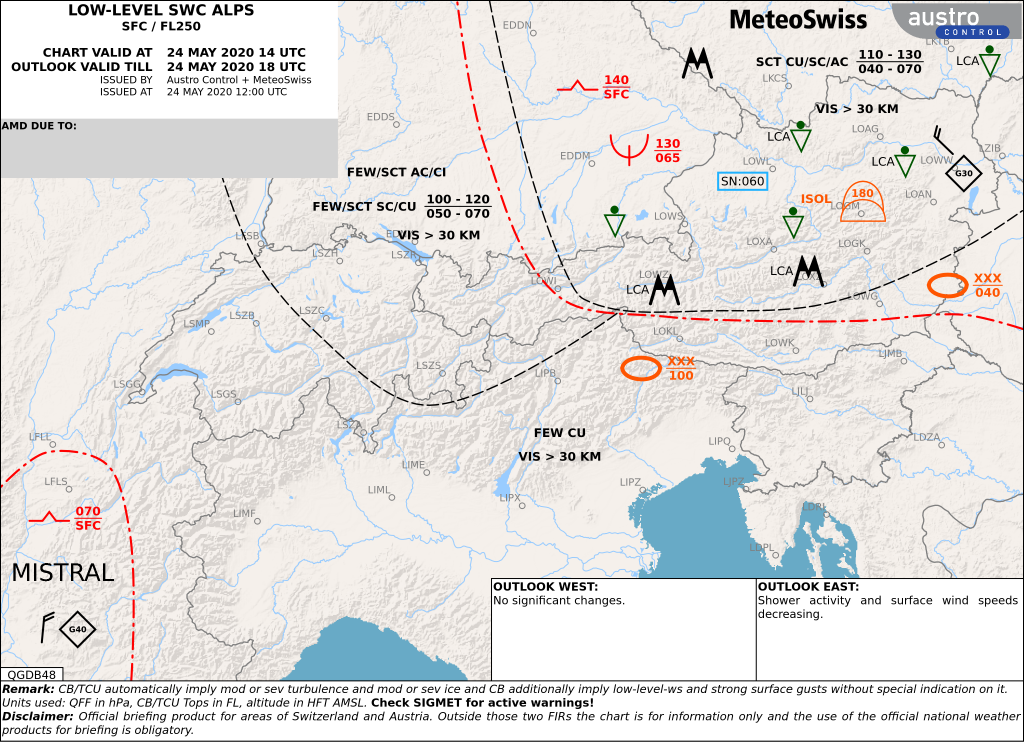 LOW-LEVEL SWC ALPS
SFC / FL250
CHART VALID AT 24 MAY 2020 14 UTC
OUTLOOK VALID TILL 24 MAY 2020 18 UTC
ISSUED BY Austro Control + MeteoSwiss
ISSUED AT 24 MAY 2020 12:00 UTC
AMD DUE TO:
MeteoSwiss
austro
CONTROL
EDDN
LKTB
SCT CU/SC/AC 110 - 130
040 - 070
LCA
LKCS
140
SFC
VIS > 30 KM
EDDS
LCA
LOAG
130
065
EDDM
LOWL
LCA
LOWW
LZIB
G30
FEW/SCT AC/CI
SN:060
ISOL
180
LOAN
LOGM
FEW/SCT SC/CU 100 - 120
050 - 070
LOWS
VIS > 30 KM
LFSB
LSZH
LSZR
LOXA
LOGK
LCA
LOWI
LOWZ
LCA
XXX
040
LOWG
LSZB
LSZC
LSMP
LOKL
LOWK
LJMB
LSZS
XXX
100
LIPB
LSGG
LSGS
LJLJ
LSZA
FEW CU
LFLL
LIPO
LDZA
VIS > 30 KM
LIME
LFLS
LIML
LIPX
LIPZ
LJPZ
070
SFC
LIMF
LDRI
LDPL
MISTRAL
G40
OUTLOOK WEST:
No significant changes.
OUTLOOK EAST:
Shower activity and surface wind speeds
decreasing.
QGDB48
Remark: CB/TCU automatically imply mod or sev turbulence and mod or sev ice and CB additionally imply low-level-ws and strong surface gusts without special indication on it.
Units used: QFF in hPa, CB/TCU Tops in FL, altitude in HFT AMSL. Check SIGMET for active warnings!
Disclaimer: Official briefing product for areas of Switzerland and Austria. Outside those two FIRs the chart is for information only and the use of the official national weather
products for briefing is obligatory.